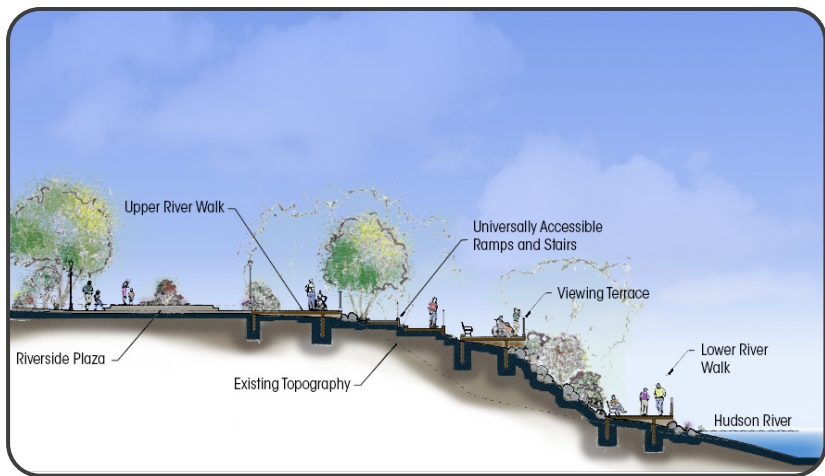 Upper River Walk
Universally Accessible
Ramps and Stairs
Viewing Terrace
Riverside Plaza
Existing Topography
Lower River
Walk
Hudson River